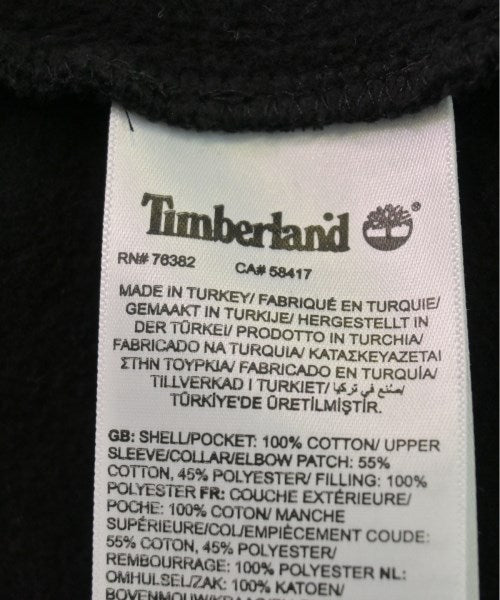 Timberland
RN# 76382 CA# 58417
MADE IN TURKEY/ FABRIQUÉ EN TURQUIE/
GEMAAKT IN TURKIJE/ HERGESTELLT IN
DER TÜRKEI/ PRODOTTO IN TURCHIA/
FABRICADO NA TURQUIA/ ΚΑΤΑΣΚΕΥΑΖΕΤΑΙ
ΣΤΗΝ ΤΟΥΡΚΙΑ/ FABRICADO EN TURQUÍA/
TILLVERKAD I TURKIET/ صنع في تركيا/
TÜRKİYE'DE ÜRETİLMİŞTİR.
GB: SHELL/POCKET: 100% COTTON/ UPPER
SLEEVE/COLLAR/ELBOW PATCH: 55%
COTTON, 45% POLYESTER/ FILLING: 100%
POLYESTER FR: COUCHE EXTÉRIEURE/
POCHE: 100% COTON/ MANCHE
SUPÉRIEURE/COL/EMPIÈCEMENT COUDE:
55% COTON, 45% POLYESTER/
REMBOURRAGE: 100% POLYESTER NL:
OMHULSEL/ZAK: 100% KATOEN/